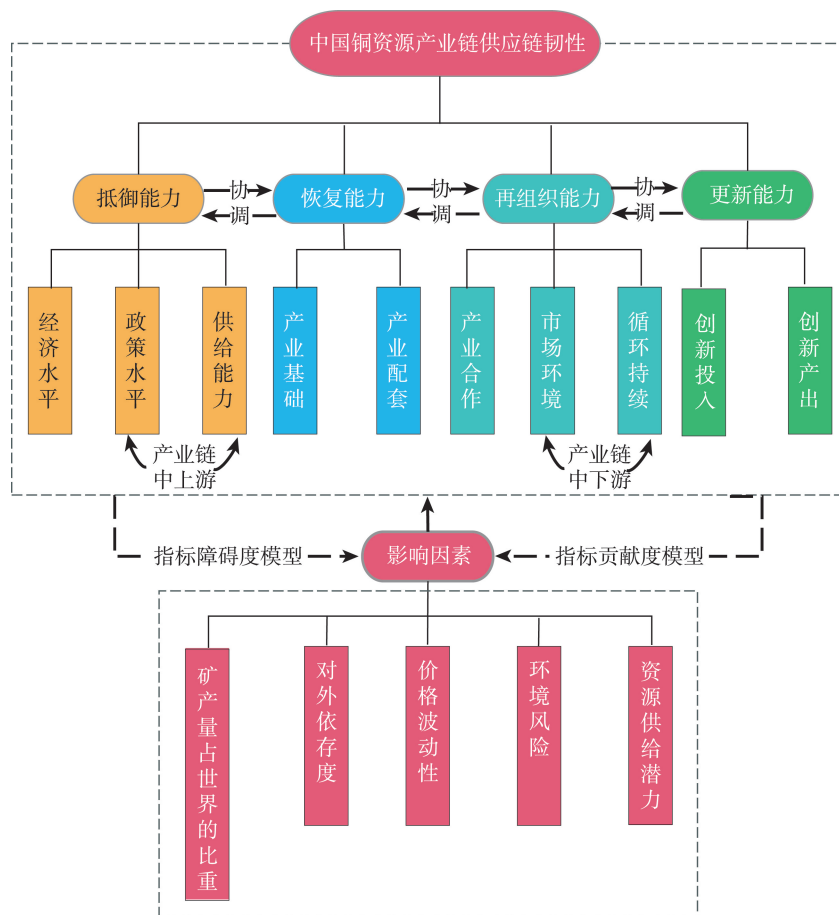 中国铜资源产业链供应链韧性
抵御能力
协
调
恢复能力
协
调
再组织能力
协
调
更新能力
经济水平
政策水平
供给能力
产业基础
产业配套
产业合作
市场环境
循环持续
创新投入
创新产出
产业链
中上游
产业链
中下游
指标障碍度模型
影响因素
指标贡献度模型
矿产量占世界的比重
对外依存度
价格波动性
环境风险
资源供给潜力